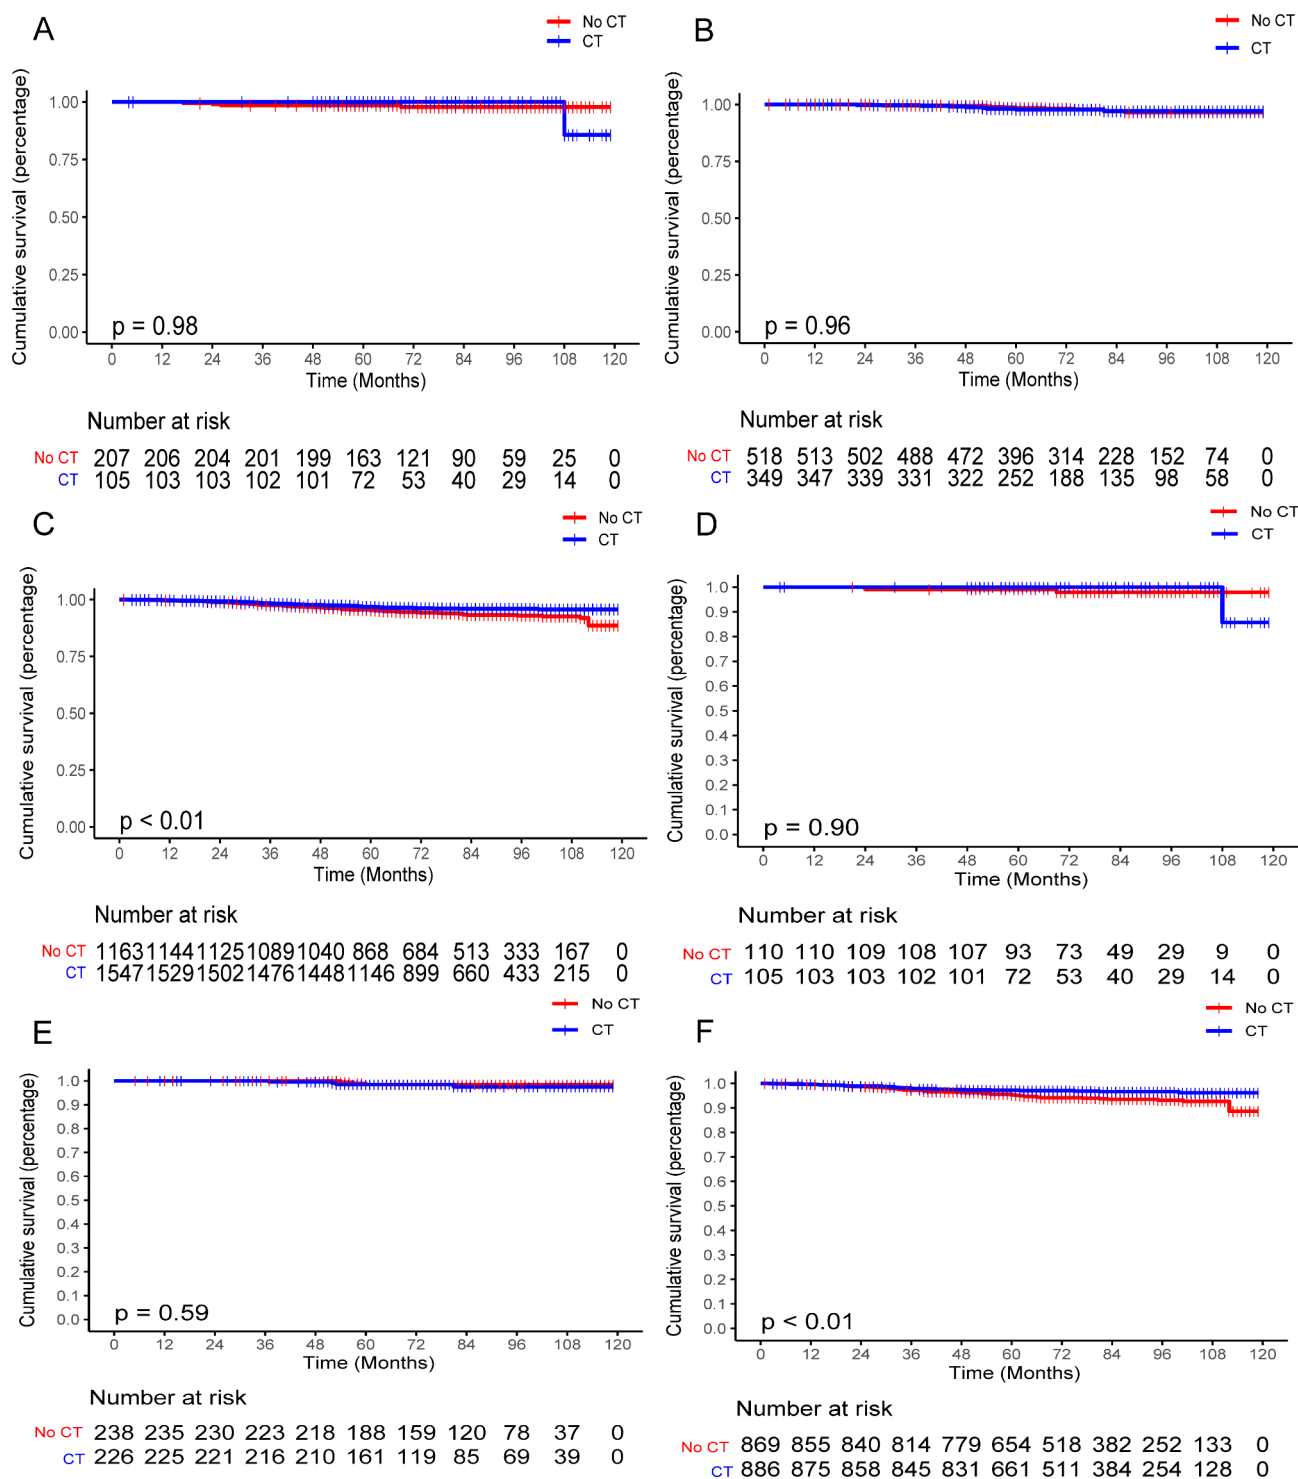 A
No CT
CT
Cumulative survival (percentage)
1.00
0.75
0.50
0.25
0.00
p = 0.98
0 12 24 36 48 60 72 84 96 108 120
Time (Months)
Number at risk
No CT 207 206 204 201 199 163 121 90 59 25 0
CT 105 103 103 102 101 72 53 40 29 14 0
B
No CT
CT
Cumulative survival (percentage)
1.00
0.75
0.50
0.25
0.00
p = 0.96
0 12 24 36 48 60 72 84 96 108 120
Time (Months)
Number at risk
No CT 518 513 502 488 472 396 314 228 152 74 0
CT 349 347 339 331 322 252 188 135 98 58 0
C
No CT
CT
Cumulative survival (percentage)
1.00
0.75
0.50
0.25
0.00
p < 0.01
0 12 24 36 48 60 72 84 96 108 120
Time (Months)
Number at risk
No CT 1163 1144 1125 1089 1040 868 684 513 333 167 0
CT 1547 1529 1502 1476 1448 1146 899 660 433 215 0
D
No CT
CT
Cumulative survival (percentage)
1.0
0.9
0.8
0.7
0.6
0.5
0.4
0.3
0.2
0.1
0.0
p = 0.90
0 12 24 36 48 60 72 84 96 108 120
Time (Months)
Number at risk
No CT 110 110 109 108 107 93 73 49 29 9 0
CT 105 103 103 102 101 72 53 40 29 14 0
E
No CT
CT
Cumulative survival (percentage)
1.0
0.9
0.8
0.7
0.6
0.5
0.4
0.3
0.2
0.1
0.0
p = 0.59
0 12 24 36 48 60 72 84 96 108 120
Time (Months)
Number at risk
No CT 238 235 230 223 218 188 159 120 78 37 0
CT 226 225 221 216 210 161 119 85 69 39 0
F
No CT
CT
Cumulative survival (percentage)
1.0
0.9
0.8
0.7
0.6
0.5
0.4
0.3
0.2
0.1
0.0
p < 0.01
0 12 24 36 48 60 72 84 96 108 120
Time (Months)
Number at risk
No CT 869 855 840 814 779 654 518 382 252 133 0
CT 886 875 858 845 831 661 511 384 254 128 0